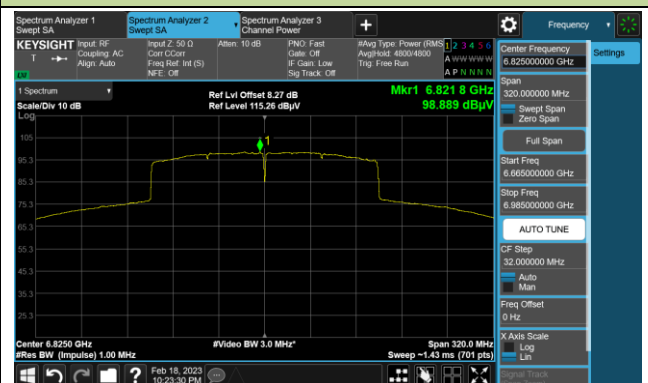 Spectrum Analyzer 1
Swept SA
Spectrum Analyzer 2
Swept SA
Spectrum Analyzer 3
Channel Power
Frequency
KEYSIGHT
Input: RF
Coupling: AC
Align: Auto
Input Z: 50 Ω
Corr CCorr
Freq Ref: Int (S)
NFE: Off
Atten: 10 dB
PNO: Fast
Gate: Off
IF Gain: Low
Sig Track: Off
#Avg Type: Power (RMS
Avg|Hold: 4800/4800
Trig: Free Run
1 2 3 4 5 6
A W W W W W
A P N N N N
T
LW
Center Frequency
6.825000000 GHz
Settings
Span
320.000000 MHz
Swept Span
Zero Span
Full Span
Start Freq
6.665000000 GHz
Stop Freq
6.985000000 GHz
AUTO TUNE
CF Step
32.000000 MHz
Auto
Man
Freq Offset
0 Hz
X Axis Scale
Log
Lin
Signal Track
1 Spectrum
Scale/Div 10 dB
Log
Ref Lvl Offset 8.27 dB
Ref Level 115.26 dBµV
Mkr1 6.821 8 GHz
98.889 dBµV
1
105
95.3
85.3
75.3
65.3
55.3
45.3
35.3
25.3
Center 6.8250 GHz
#Res BW (Impulse) 1.00 MHz
#Video BW 3.0 MHz*
Span 320.0 MHz
Sweep ~1.43 ms (701 pts)
Feb 18, 2023
10:23:30 PM